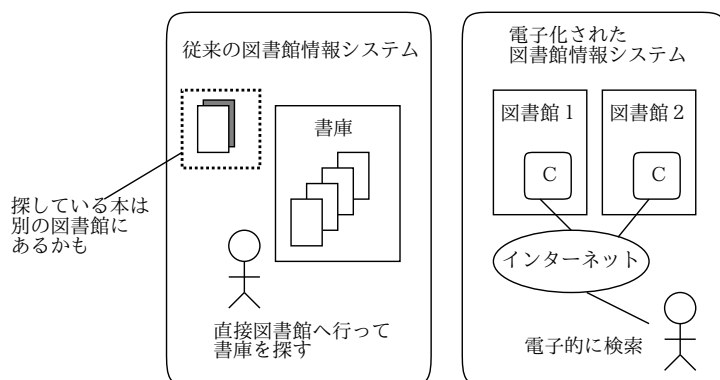 従来の図書館情報システム
書庫
探している本は
別の図書館に
あるかも
直接図書館へ行って
書庫を探す
電子化された
図書館情報システム
図書館１
図書館２
C
C
インターネット
電子的に検索